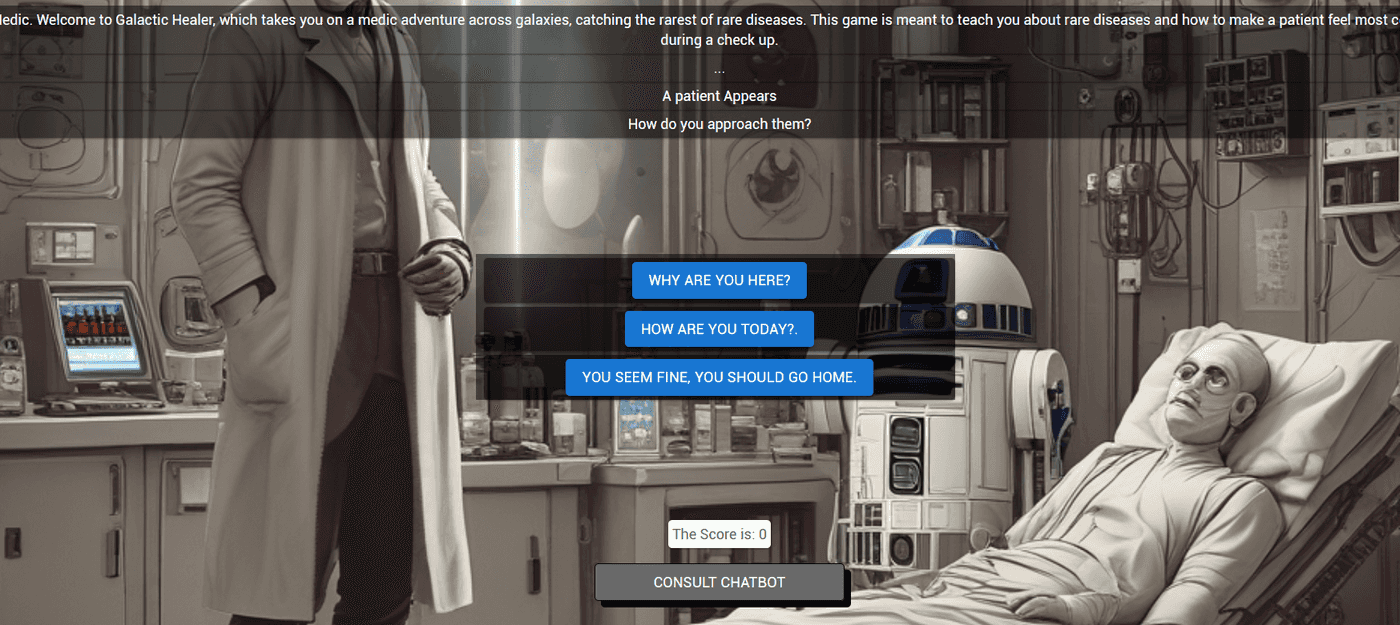 edic. Welcome to Galactic Healer, which takes you on a medic adventure across galaxies, catching the rarest of rare diseases. This game is meant to teach you about rare diseases and how to make a patient feel most c
during a check up.
...
A patient Appears
How do you approach them?
WHY ARE YOU HERE?
HOW ARE YOU TODAY?.
YOU SEEM FINE, YOU SHOULD GO HOME.
The Score is: 0
CONSULT CHATBOT